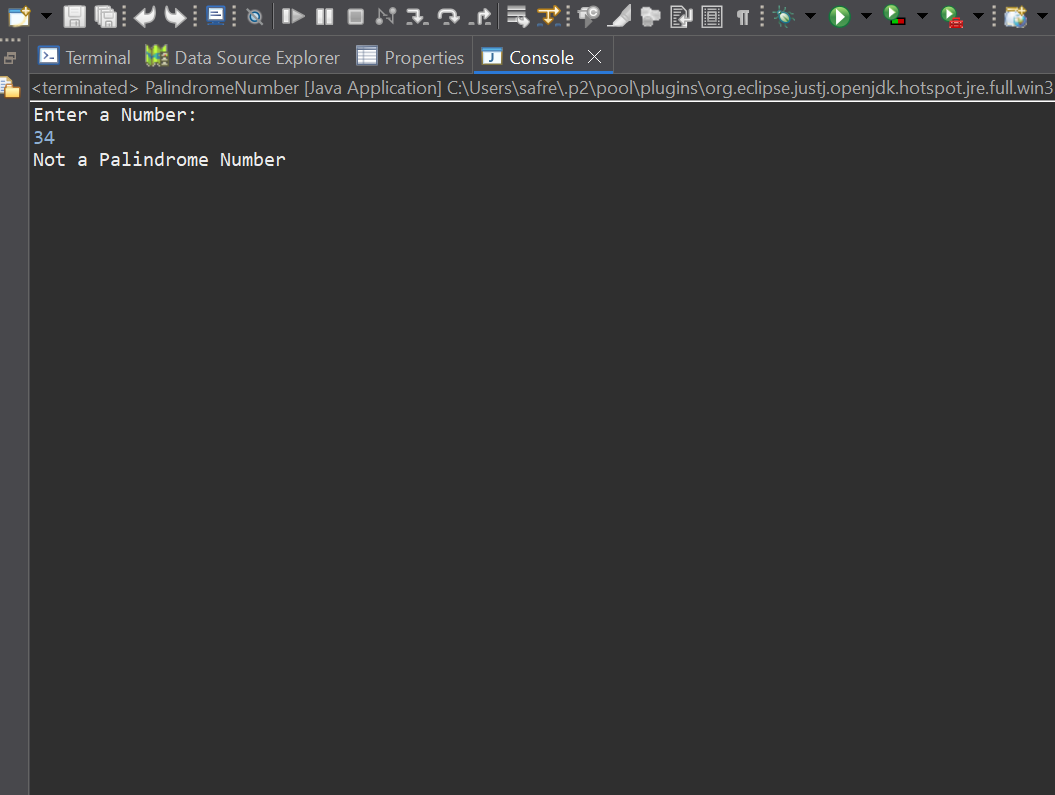 Terminal Data Source Explorer Properties Console
<terminated> PalindromeNumber [Java Application] C:\Users\safre\.p2\pool\plugins\org.eclipse.justj.openjdk.hotspot.jre.full.win3
Enter a Number:
34
Not a Palindrome Number